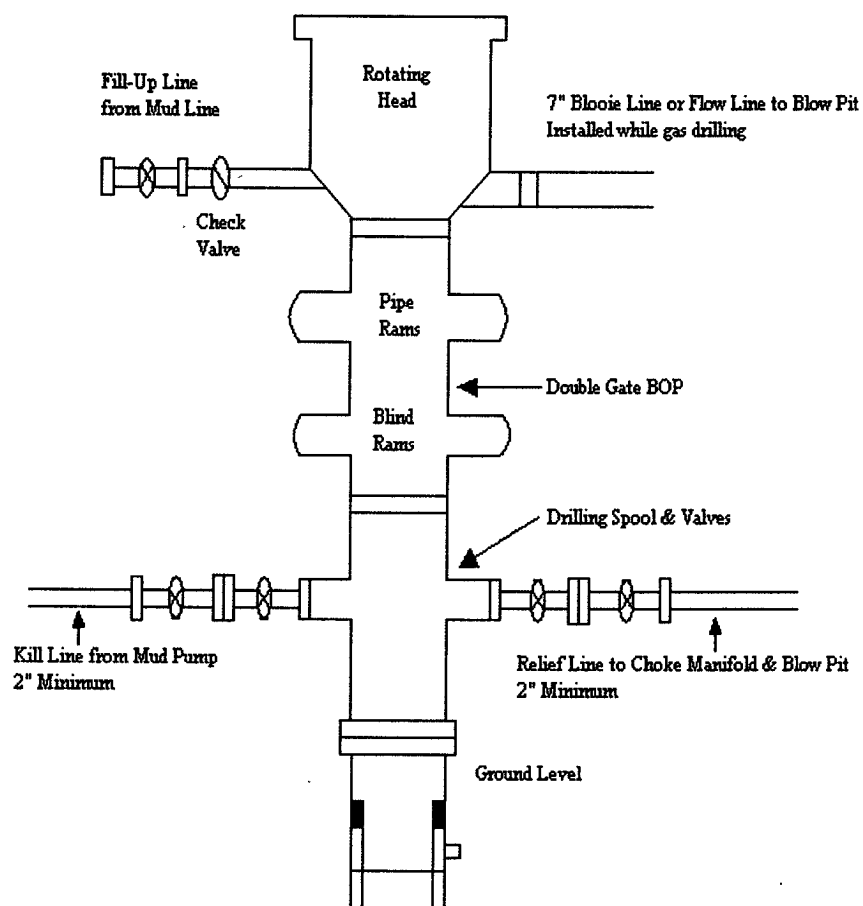 Rotating
Head
Fill-Up Line
from Mud Line
7" Blooie Line or Flow Line to Blow Pit
Installed while gas drilling
Check
Valve
Pipe
Rams
Double Gate BOP
Blind
Rams
Drilling Spool & Valves
Kill Line from Mud Pump
2" Minimum
Relief Line to Choke Manifold & Blow Pit
2" Minimum
Ground Level